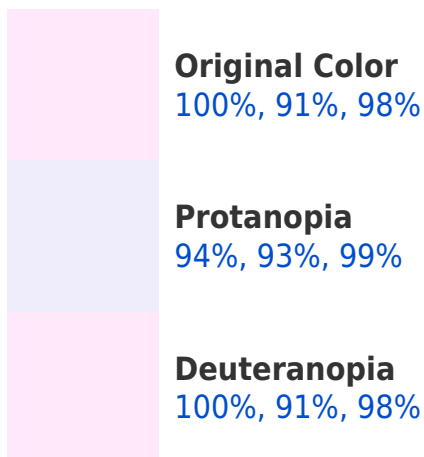 Original Color
100%, 91%, 98%
Protanopia
94%, 93%, 99%
Deuteranopia
100%, 91%, 98%